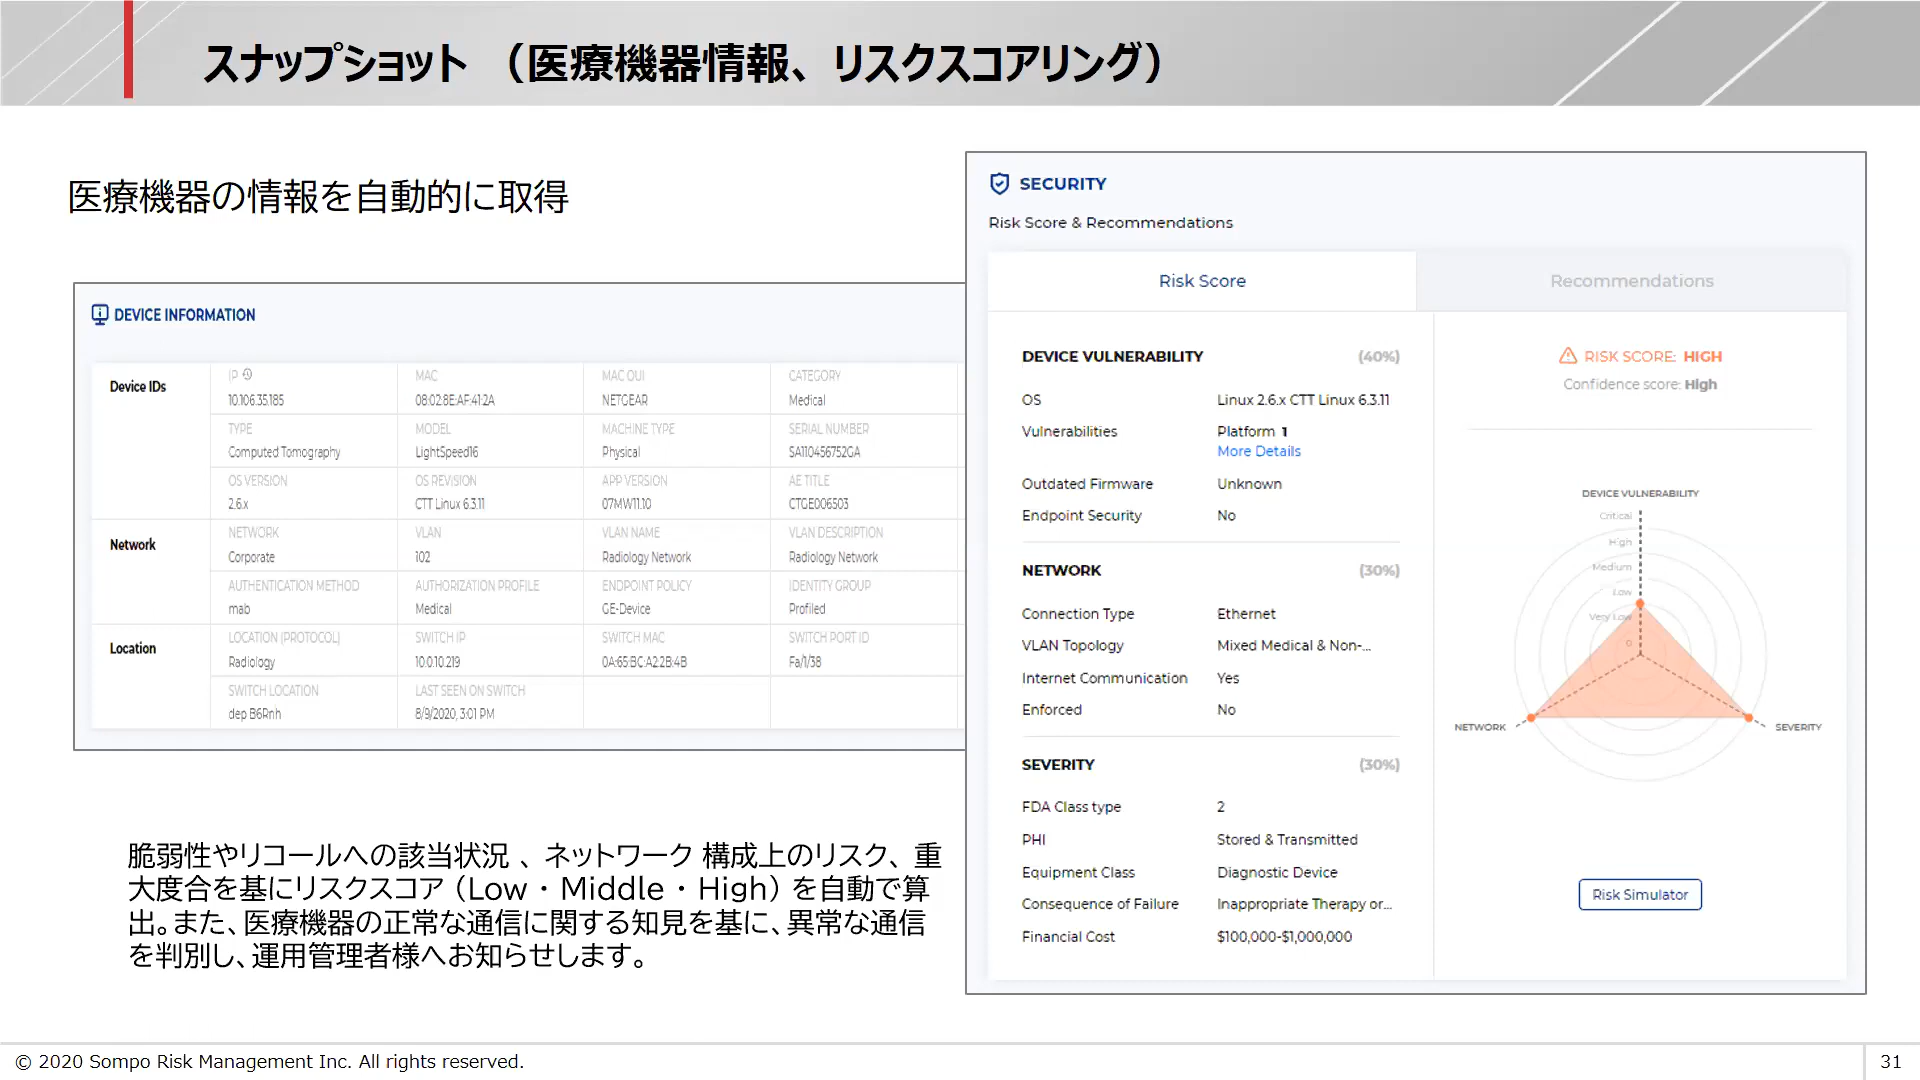 スナップショット （医療機器情報、リスクスコアリング）
医療機器の情報を自動的に取得
DEVICE INFORMATION
Device IDs
IP
MAC
MAC OUI
CATEGORY
10.106.35.185
08:02:8E:AF:41:2A
NETGEAR
Medical
TYPE
MODEL
MACHINE TYPE
SERIAL NUMBER
Computed Tomography
LightSpeed16
Physical
SA110456752GA
OS VERSION
OS REVISION
APP VERSION
AE TITLE
2.6.x
CTT Linux 6.3.11
07MW11.10
CTGE006503
Network
NETWORK
VLAN
VLAN NAME
VLAN DESCRIPTION
Corporate
102
Radiology Network
Radiology Network
AUTHENTICATION METHOD
AUTHORIZATION PROFILE
ENDPOINT POLICY
IDENTITY GROUP
mab
Medical
GE-Device
Profiled
Location
LOCATION (PROTOCOL)
SWITCH IP
SWITCH MAC
SWITCH PORT ID
Radiology
10.0.10.219
0A:65:BC:A2:2B:4B
Fa/1/38
SWITCH LOCATION
LAST SEEN ON SWITCH
dep B6Rnh
8/9/2020, 3:01 PM
脆弱性やリコールへの該当状況 、ネットワーク 構成上のリスク、重
大度合を基にリスクスコア（Low ・ Middle ・ High）を自動で算
出。また、医療機器の正常な通信に関する知見を基に、異常な通信
を判別し、運用管理者様へお知らせします。
SECURITY
Risk Score & Recommendations
Risk Score
Recommendations
DEVICE VULNERABILITY (40%)
OS Linux 2.6.x CTT Linux 6.3.11
Vulnerabilities Platform 1
More Details
Outdated Firmware Unknown
Endpoint Security No
NETWORK (30%)
Connection Type Ethernet
VLAN Topology Mixed Medical & Non-...
Internet Communication Yes
Enforced No
SEVERITY (30%)
FDA Class type 2
PHI Stored & Transmitted
Equipment Class Diagnostic Device
Consequence of Failure Inappropriate Therapy or...
Financial Cost $100,000-$1,000,000
RISK SCORE: HIGH
Confidence score: High
DEVICE VULNERABILITY
Critical
High
Medium
Low
Very Low
0
NETWORK
SEVERITY
Risk Simulator
© 2020 Sompo Risk Management Inc. All rights reserved.
31